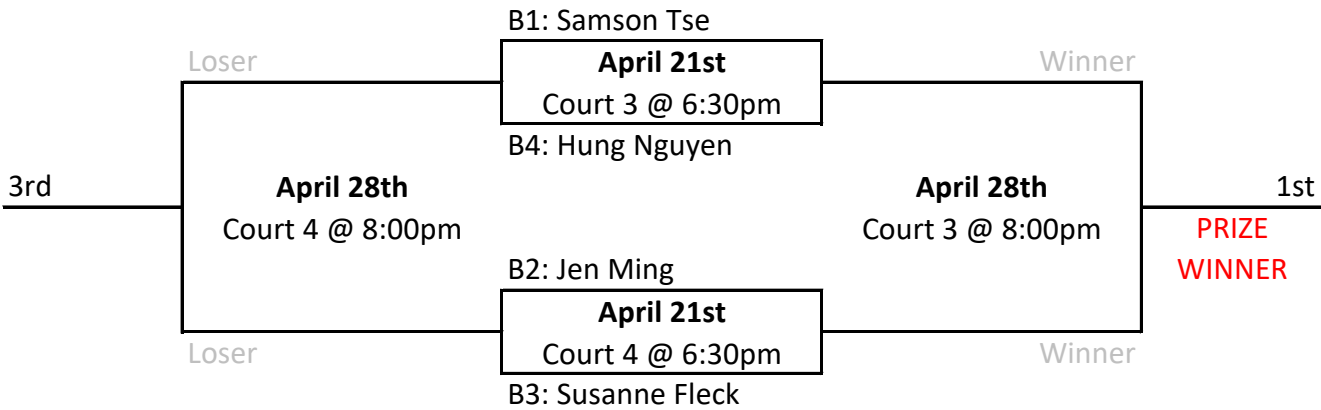 B1: Samson Tse
Loser
April 21st
Winner
Court 3 @ 6:30pm
B4: Hung Nguyen
3rd
April 28th
April 28th
1st
Court 4 @ 8:00pm
Court 3 @ 8:00pm
PRIZE
WINNER
B2: Jen Ming
April 21st
Loser
Court 4 @ 6:30pm
Winner
B3: Susanne Fleck